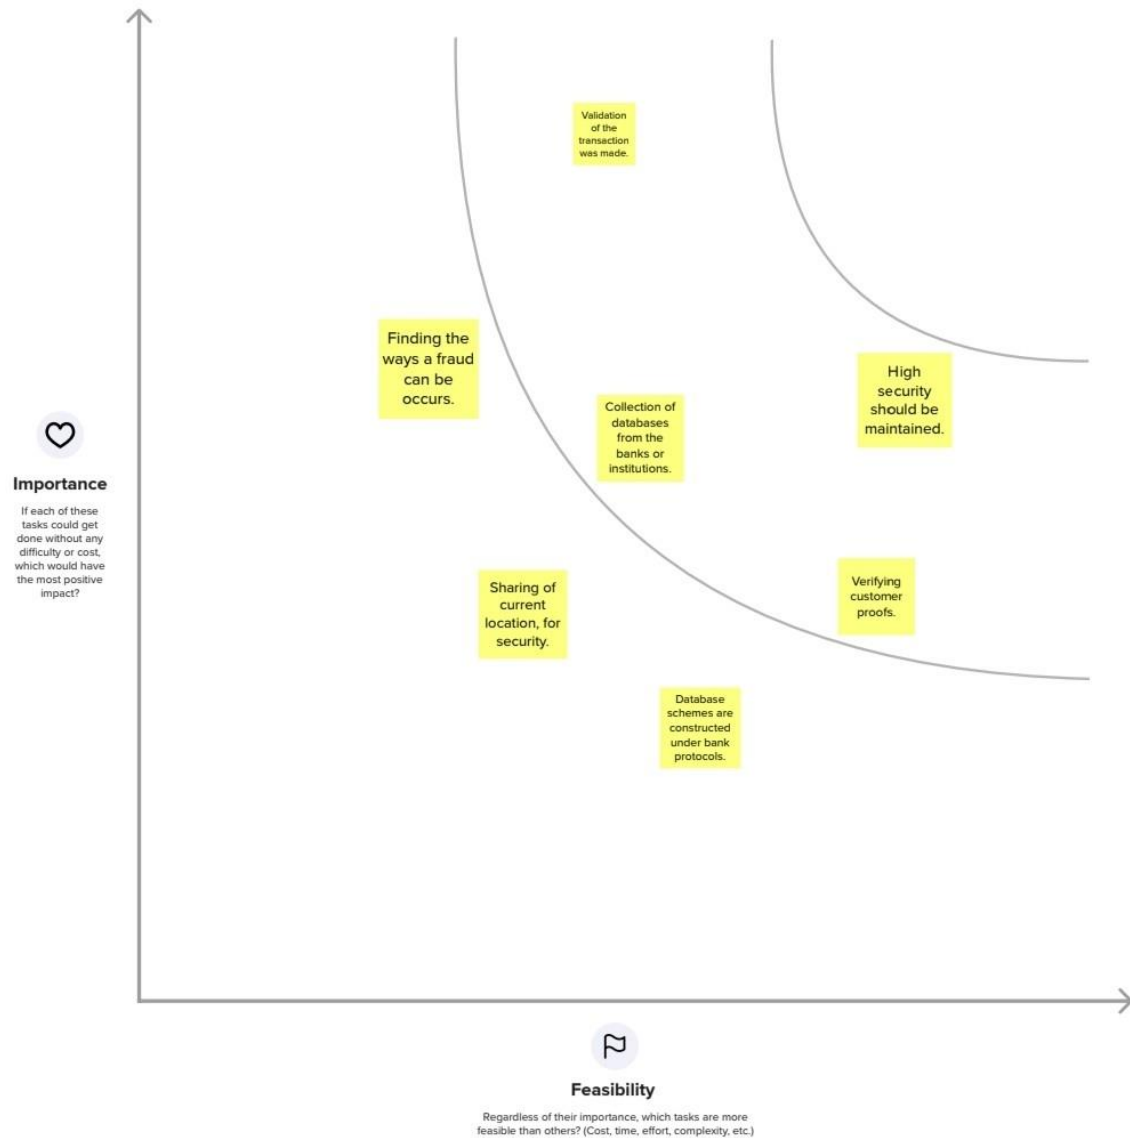 Validation
of the
transaction
was made.
Finding the
ways a fraud
can be
occurs.
High
security
should be
maintained.
Collection of
databases
from the
banks or
institutions.
Importance
If each of these
tasks could get
done without any
difficulty or cost,
which would have
the most positive
impact?
Sharing of
current
location, for
security.
Verifying
customer
proofs.
Database
schemes are
constructed
under bank
protocols.
Feasibility
Regardless of their importance, which tasks are more
feasible than others? (Cost, time, effort, complexity, etc.)